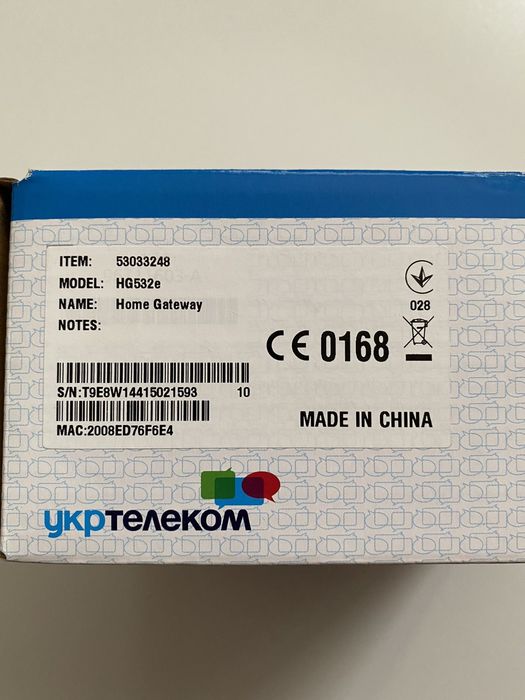 ITEM: 53033248
MODEL: HG532e
NAME: Home Gateway
NOTES:
028
CE 0168
S/N:T9E8W14415021593 10
MAC:2008ED76F6E4
MADE IN CHINA
укртелеком